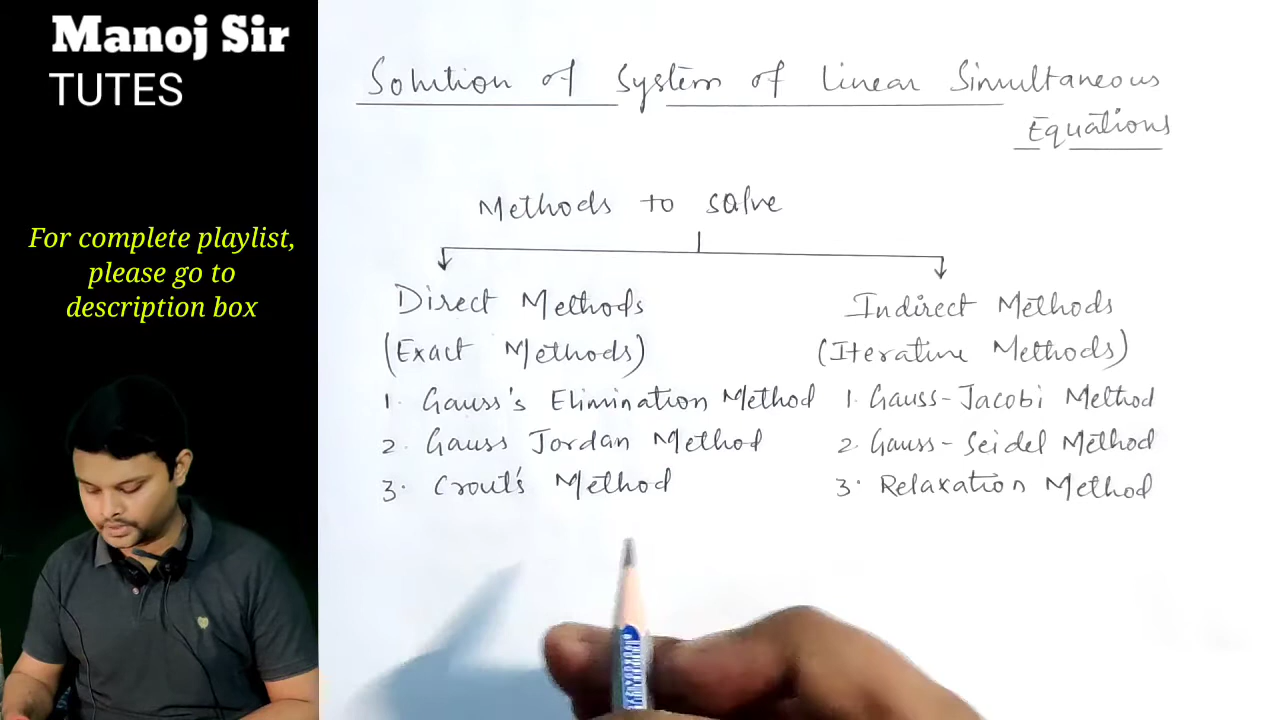 Manoj Sir
TUTES
For complete playlist,
please go to
description box
Solution of System of Linear Simultaneous
Equations
Methods to solve
Direct Methods
(Exact Methods)
1. Gauss's Elimination Method
2. Gauss Jordan Method
3. Crout's Method
Indirect Methods
(Iterative Methods)
1. Gauss-Jacobi Method
2. Gauss-Seidel Method
3. Relaxation Method